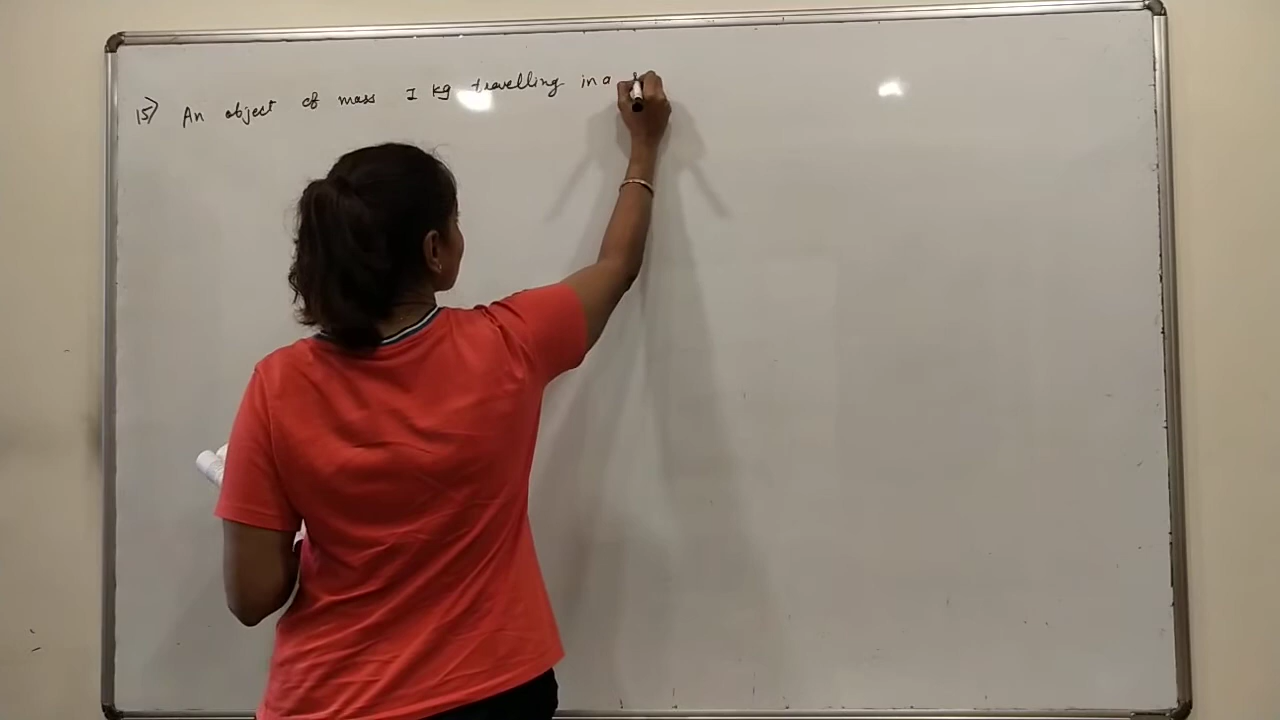 15) An object of mass 1 kg travelling in a